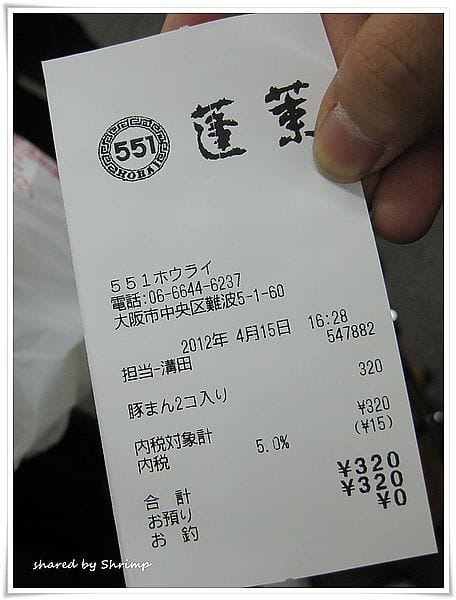 551
HORAI
蓬莱
551ホウライ
電話:06-6644-6237
大阪市中央区難波5-1-60
2012年 4月15日 16:28
担当-溝田 547882
豚まん2コ入り 320
内税対象計 ¥320
内税 5.0% (¥15)
合 計 ¥320
お預り ¥320
お 釣 ¥0
shared by Shrimp